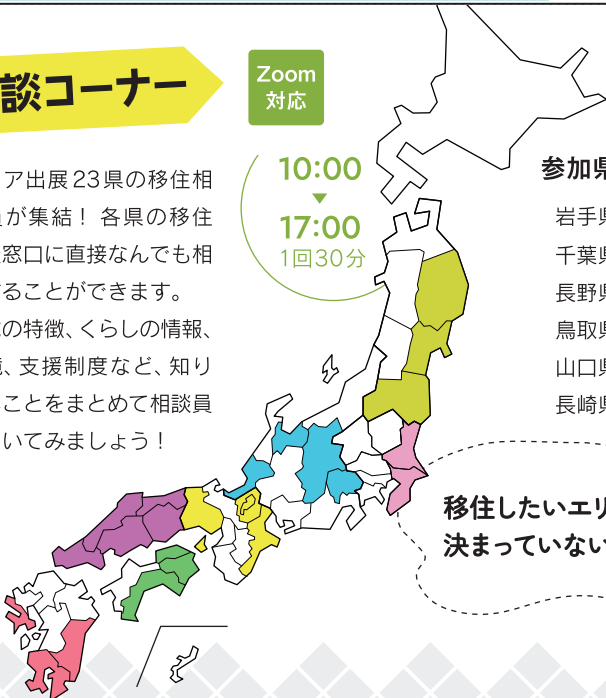 談コーナー
Zoom
対応
ア出展23県の移住相
が集結！各県の移住
窓口に直接なんでも相
ることができます。
の特徴、くらしの情報、
、支援制度など、知り
ことをまとめて相談員
いてみましょう！
10:00
17:00
1回30分
参加県
岩手県
千葉県
長野県
鳥取県
山口県
長崎県
移住したいエリ
決まっていない